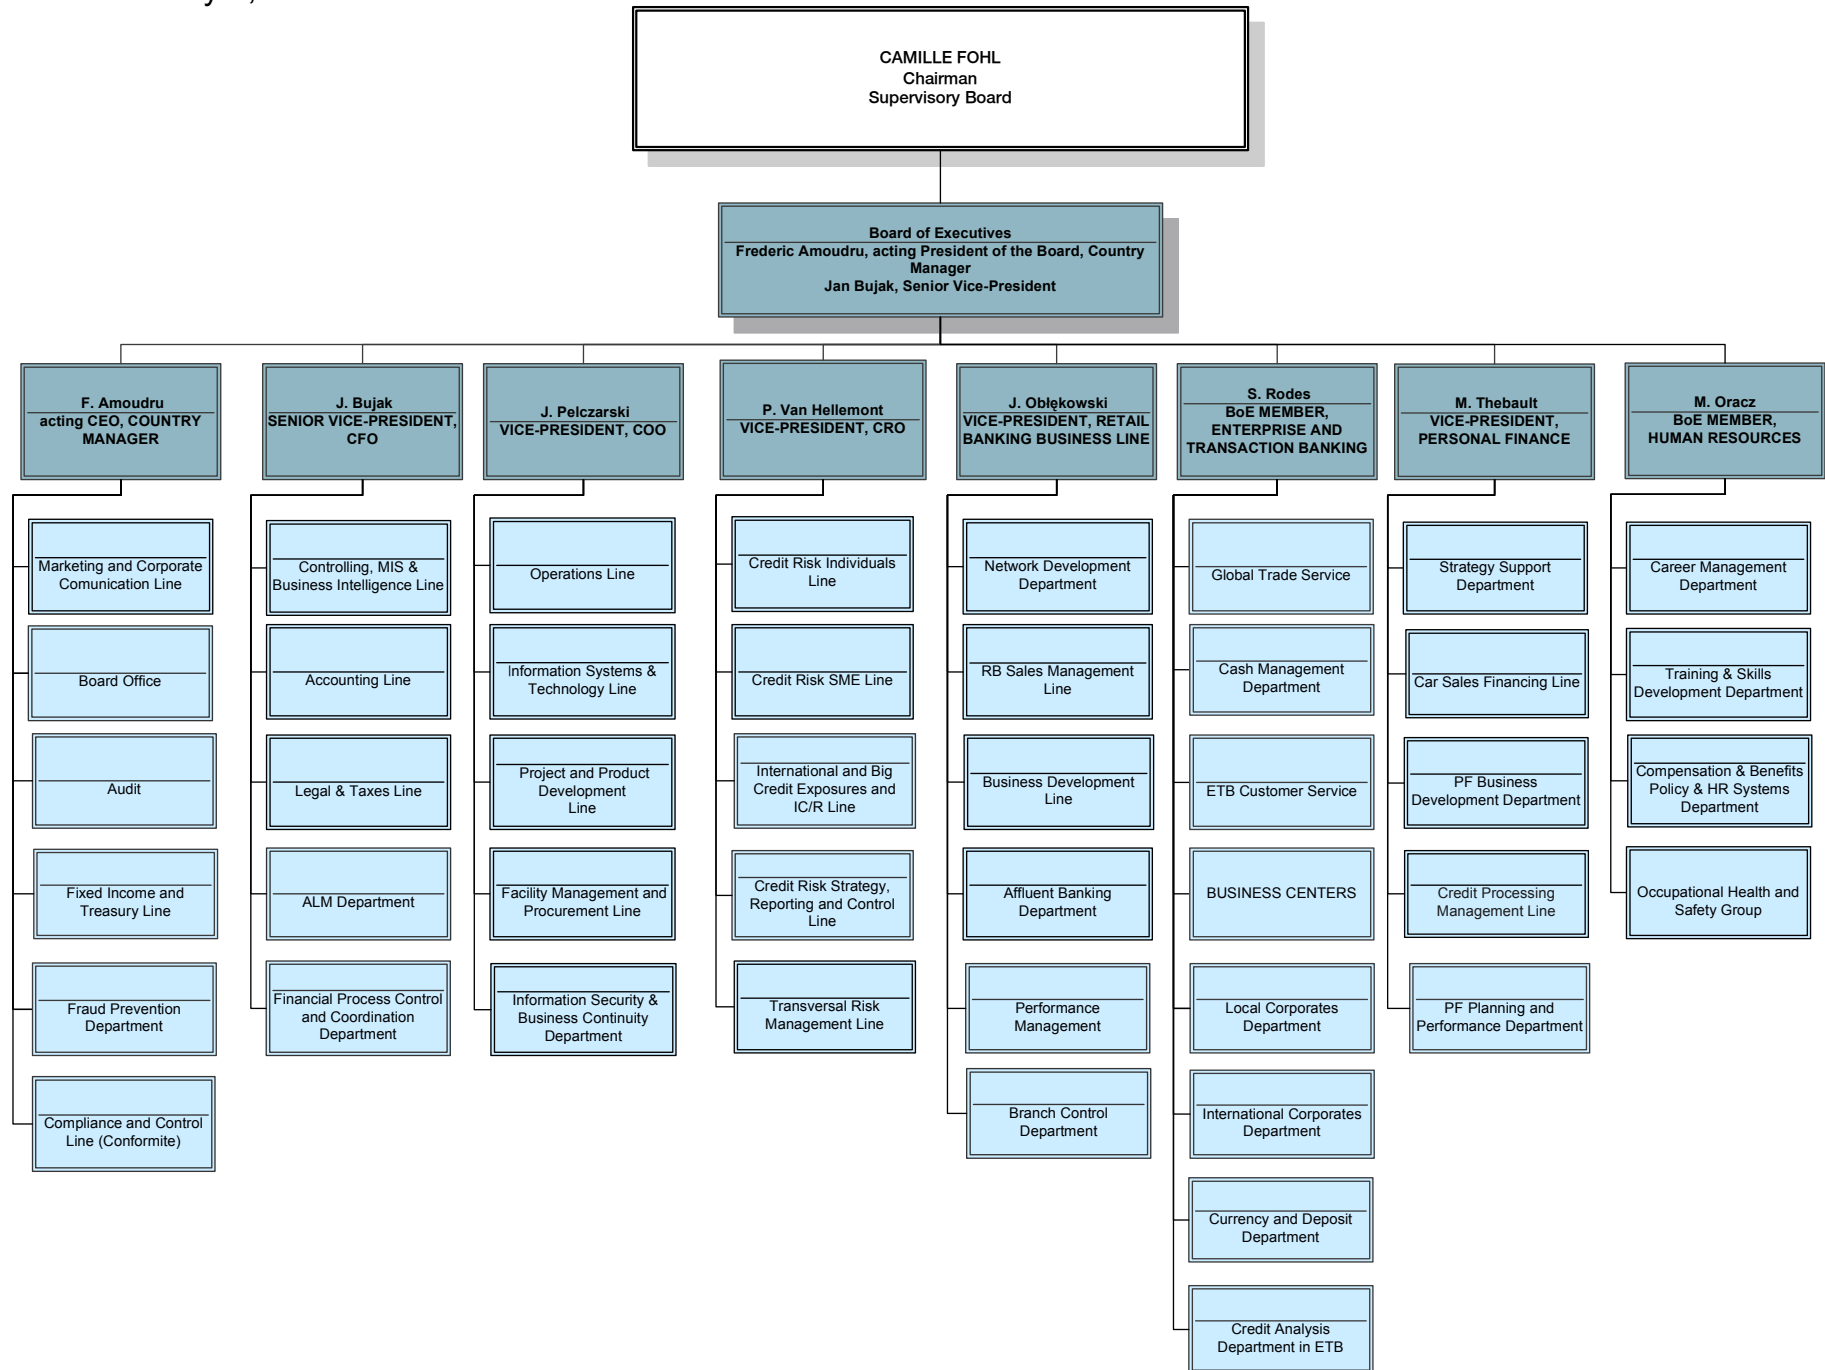 CAMILLE FOHL
Chairman
Supervisory Board
Board of Executives
Frederic Amoudru, acting President of the Board, Country
Manager
Jan Bujak, Senior Vice-President
F. Amoudru
acting CEO, COUNTRY
MANAGER
J. Bujak
SENIOR VICE-PRESIDENT,
CFO
J. Pelczarski
VICE-PRESIDENT, COO
P. Van Hellemont
VICE-PRESIDENT, CRO
J. Obłękowski
VICE-PRESIDENT, RETAIL
BANKING BUSINESS LINE
S. Rodes
BoE MEMBER,
ENTERPRISE AND
TRANSACTION BANKING
M. Thebault
VICE-PRESIDENT,
PERSONAL FINANCE
M. Oracz
BoE MEMBER,
HUMAN RESOURCES
Marketing and Corporate
Comunication Line
Board Office
Audit
Fixed Income and
Treasury Line
Fraud Prevention
Department
Compliance and Control
Line (Conformite)
Controlling, MIS &
Business Intelligence Line
Accounting Line
Legal & Taxes Line
ALM Department
Financial Process Control
and Coordination
Department
Operations Line
Information Systems &
Technology Line
Project and Product
Development
Line
Facility Management and
Procurement Line
Information Security &
Business Continuity
Department
Credit Risk Individuals
Line
Credit Risk SME Line
International and Big
Credit Exposures and
IC/R Line
Credit Risk Strategy,
Reporting and Control
Line
Transversal Risk
Management Line
Network Development
Department
RB Sales Management
Line
Business Development
Line
Affluent Banking
Department
Performance
Management
Branch Control
Department
Global Trade Service
Cash Management
Department
ETB Customer Service
BUSINESS CENTERS
Local Corporates
Department
International Corporates
Department
Currency and Deposit
Department
Credit Analysis
Department in ETB
Strategy Support
Department
Car Sales Financing Line
PF Business
Development Department
Credit Processing
Management Line
PF Planning and
Performance Department
Career Management
Department
Training & Skills
Development Department
Compensation & Benefits
Policy & HR Systems
Department
Occupational Health and
Safety Group